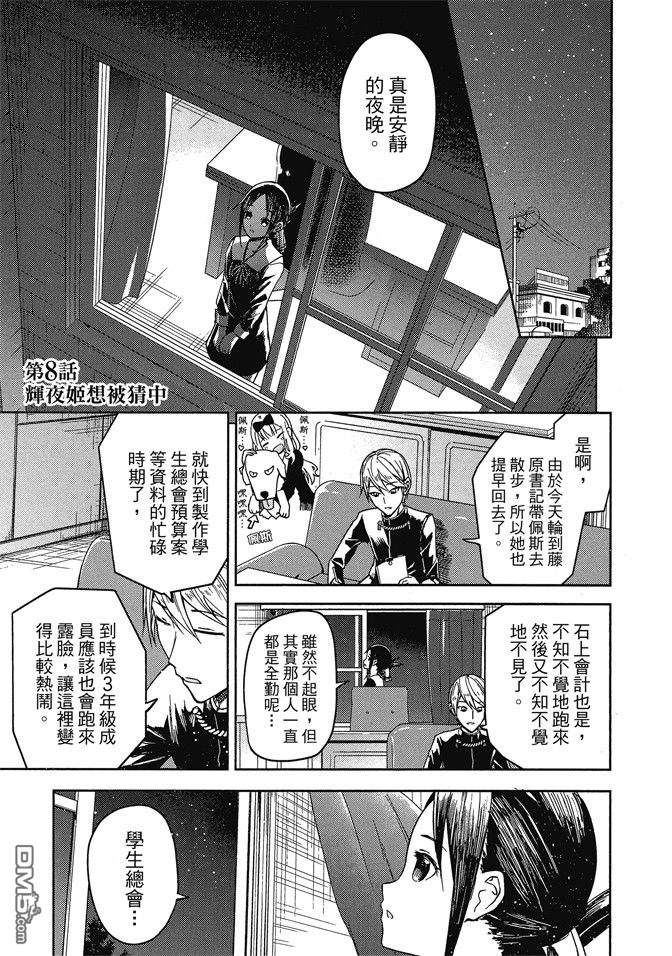 真是安靜
的夜晚。
第8話
輝夜姬想被猜中
是啊，
由於今天輪到藤
原書記帶佩斯去
散步，所以她也
提早回去了。
佩斯…
佩斯…
嘿嘿嘿…
佩斯
就快到製作學
生總會預算案
等資料的忙碌
時期了，
石上會計也是，
不知不覺地跑來
然後又不知不覺
地不見了。
雖然不起眼，但
其實那個人一直
都是全勤呢…
到時候3年級成
員應該也會跑來
露臉，讓這裡變
得比較熱鬧。
學生總會…